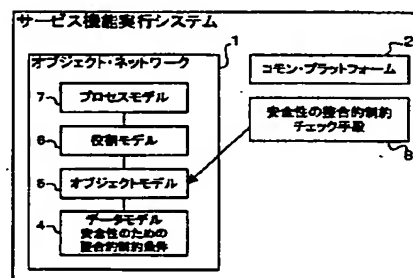 サービス機能実行システム
オブジェクト・ネットワーク
1
7
プロセスモデル
6
役割モデル
5
オブジェクトモデル
4
データモデル
安全性のための
整合的制約条件
2
コモン・プラットフォーム
安全性の整合的制約
チェック手段
8